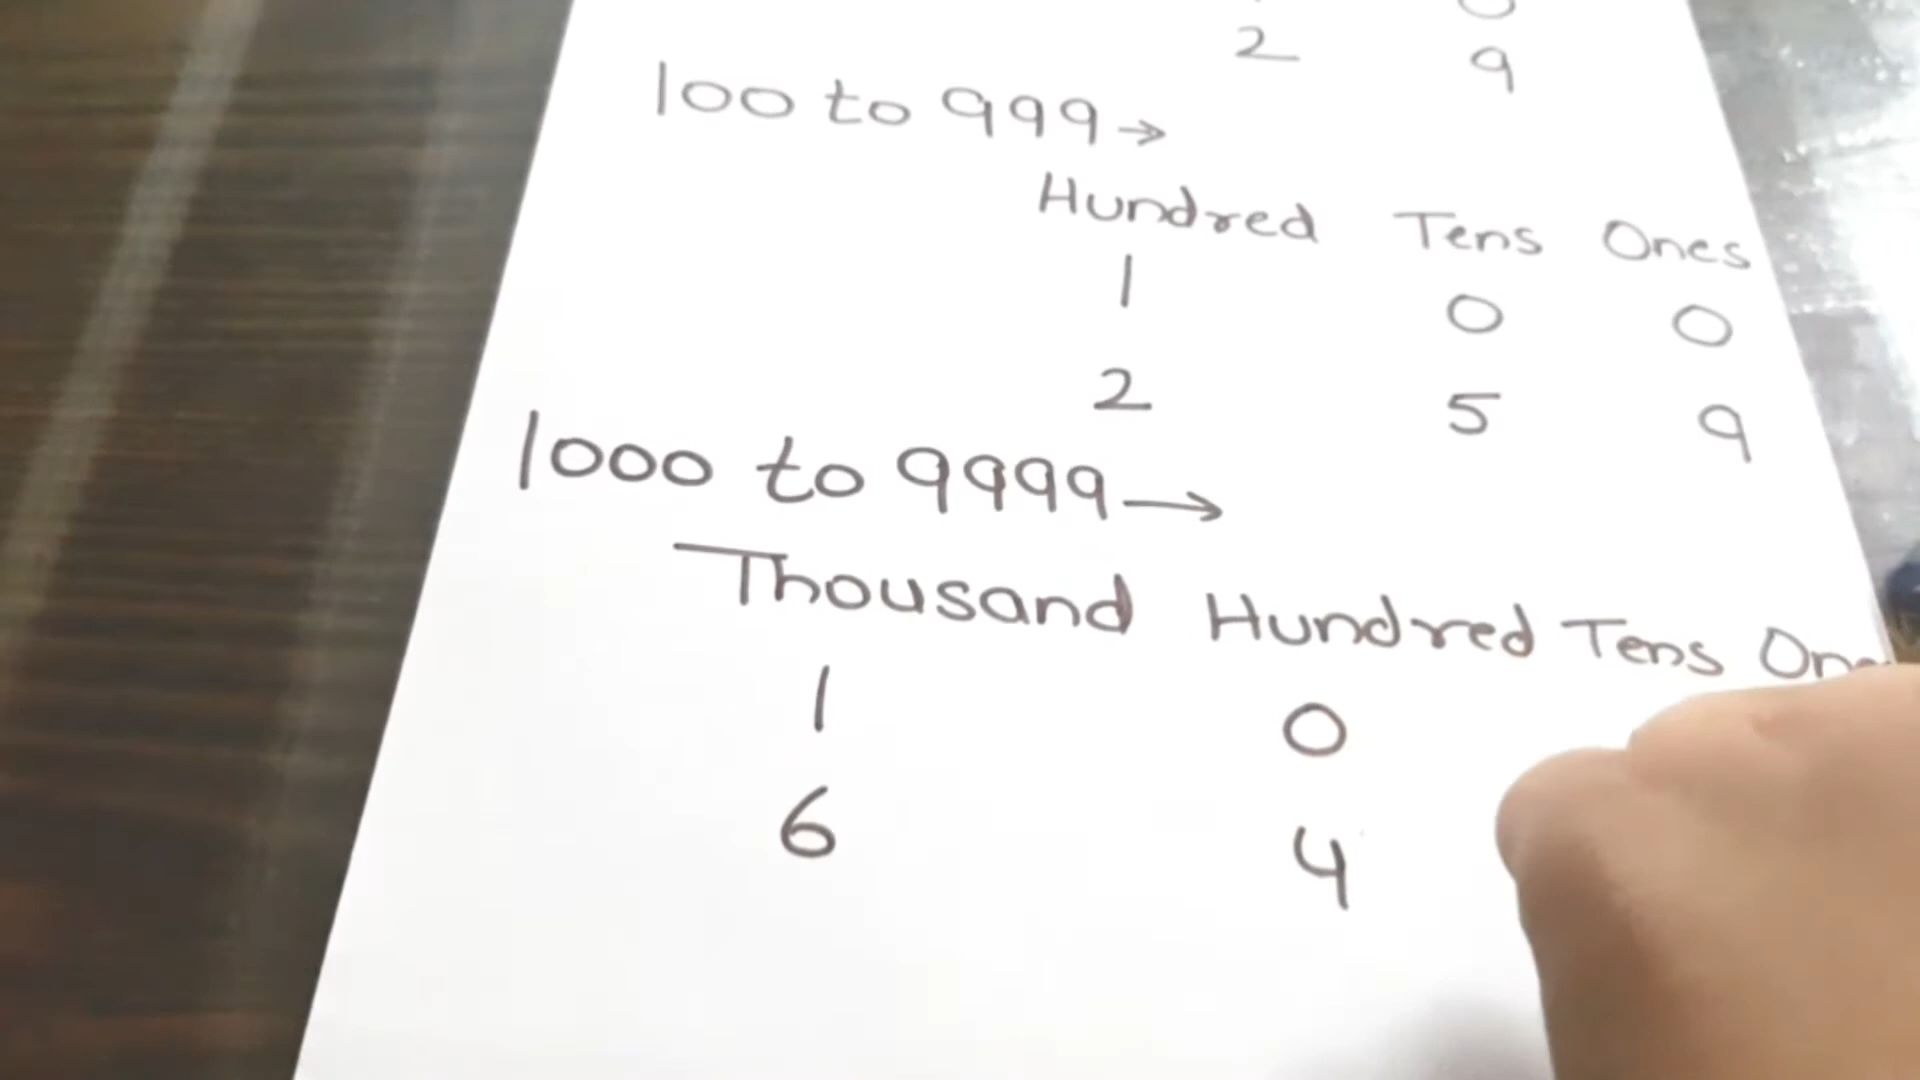 2 9
100 to 999→
Hundred Tens Ones
1 0 0
2 5 9
1000 to 9999→
Thousand Hundred Tens
1 0
6 4